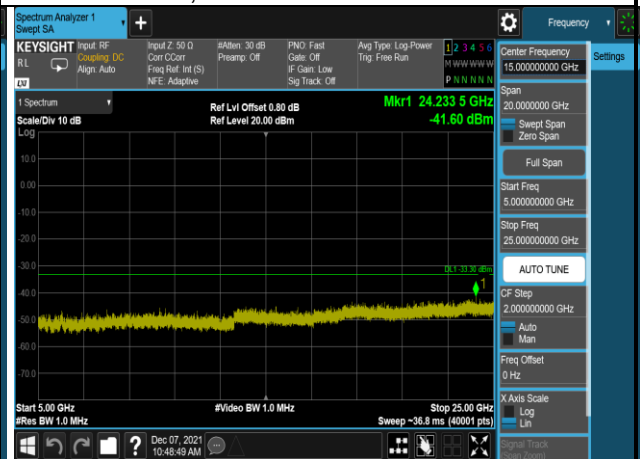 Spectrum Analyzer 1
Swept SA
Frequency
KEYSIGHT
RL
LXI
Input: RF
Coupling: DC
Align: Auto
Input Z: 50 Ω
Corr CCorr
Freq Ref: Int (S)
NFE: Adaptive
#Atten: 30 dB
Preamp: Off
PNO: Fast
Gate: Off
IF Gain: Low
Sig Track: Off
Avg Type: Log-Power
Trig: Free Run
1 2 3 4 5 6
M W W W W W
P N N N N N
1 Spectrum
Scale/Div 10 dB
Log
Ref Lvl Offset 0.80 dB
Ref Level 20.00 dBm
Mkr1 24.233 5 GHz
-41.60 dBm
10.0
0.00
-10.0
-20.0
-30.0
-40.0
-50.0
-60.0
-70.0
DL1 -33.30 dBm
1
Start 5.00 GHz
#Res BW 1.0 MHz
#Video BW 1.0 MHz
Stop 25.00 GHz
Sweep ~36.8 ms (40001 pts)
Dec 07, 2021
10:48:49 AM
Center Frequency
15.000000000 GHz
Span
20.0000000 GHz
Swept Span
Zero Span
Full Span
Start Freq
5.000000000 GHz
Stop Freq
25.000000000 GHz
AUTO TUNE
CF Step
2.000000000 GHz
Auto
Man
Freq Offset
0 Hz
X Axis Scale
Log
Lin
Signal Track
(Span Zoom)
Settings